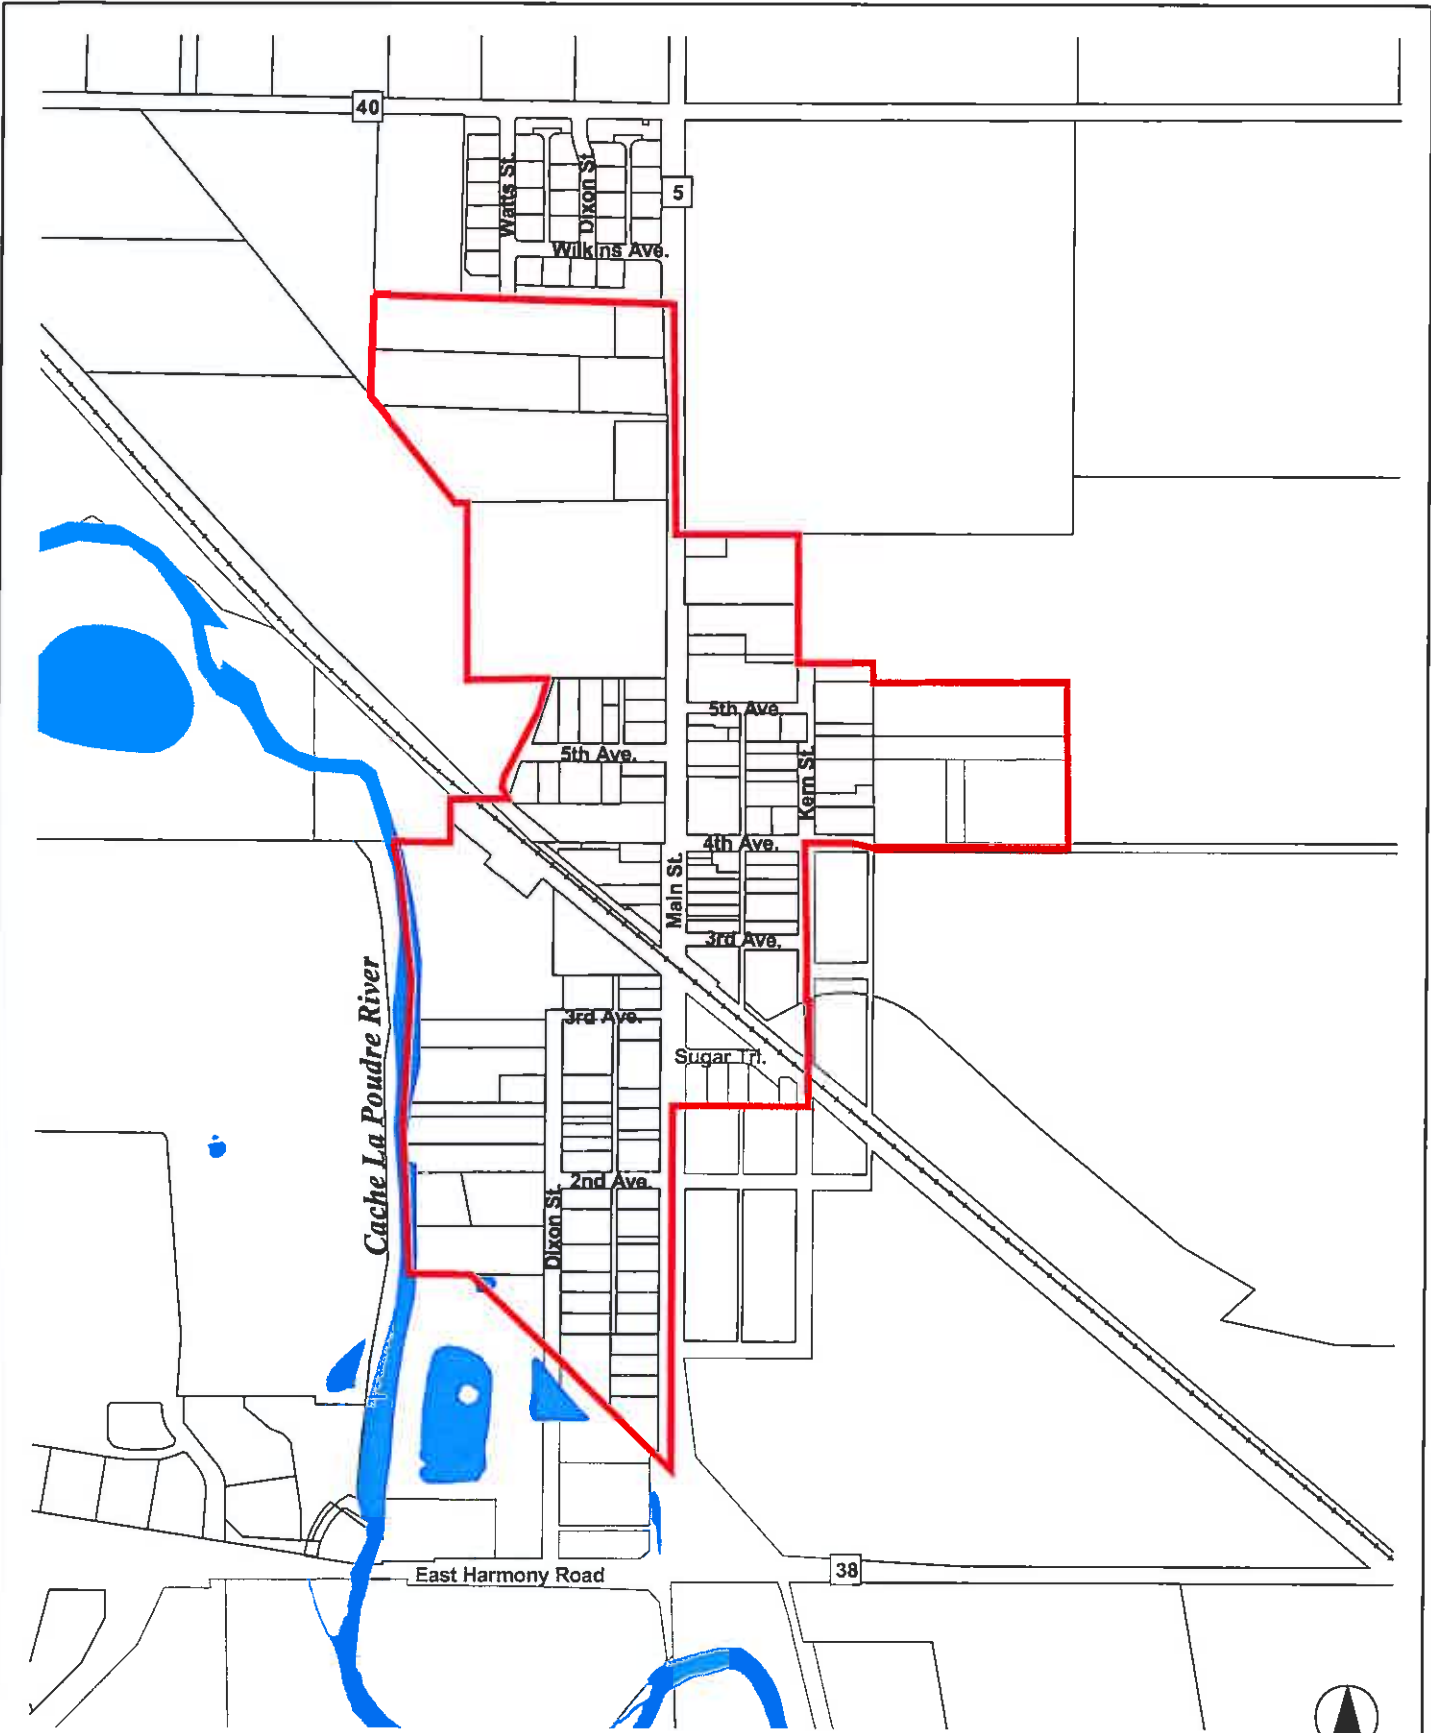 40
Watts St.
Dixon St
5
Wilkins Ave.
5th Ave.
5th Ave.
Kern St.
4th Ave.
Main St.
3rd Ave.
Cache La Poudre River
3rd Ave.
Sugar Trl.
2nd Ave.
Dixon St.
East Harmony Road
38